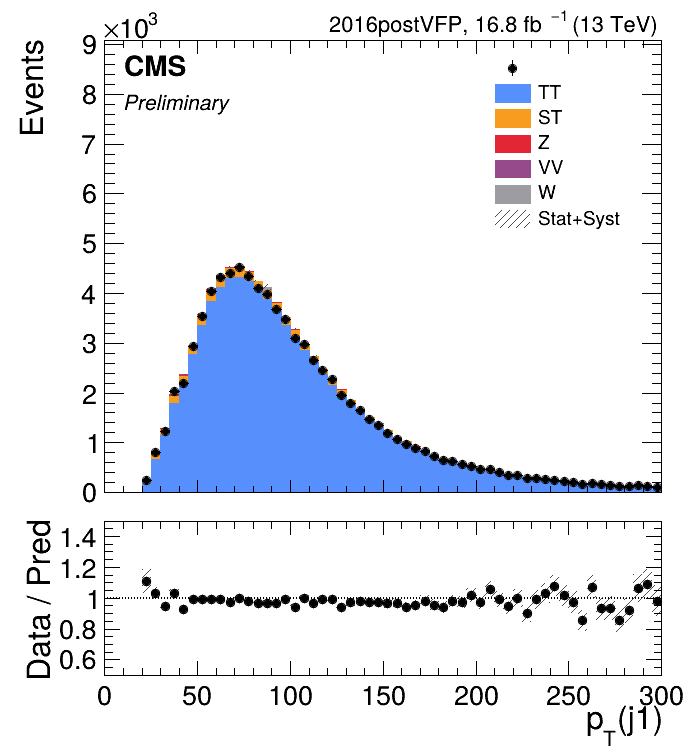 ×10³
2016postVFP, 16.8 fb ⁻¹ (13 TeV)
Events
9
8
7
6
5
4
3
2
1
0
CMS
Preliminary
TT
ST
Z
VV
W
Stat+Syst
Data / Pred
1.4
1.2
1
0.8
0.6
0 50 100 150 200 250 300
p_T(j1)